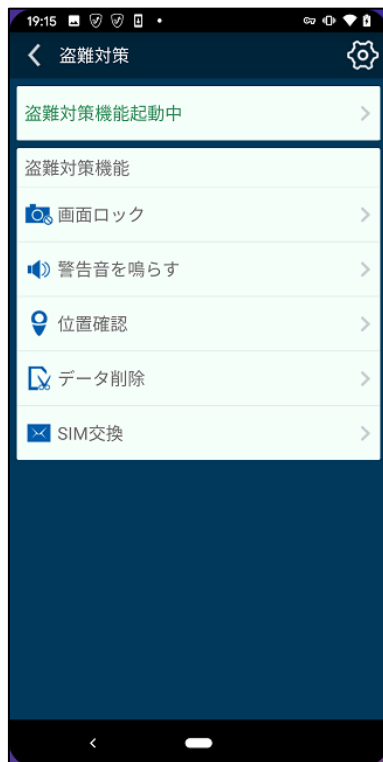 19:15
盗難対策
盗難対策機能起動中
盗難対策機能
画面ロック
警告音を鳴らす
位置確認
データ削除
SIM交換